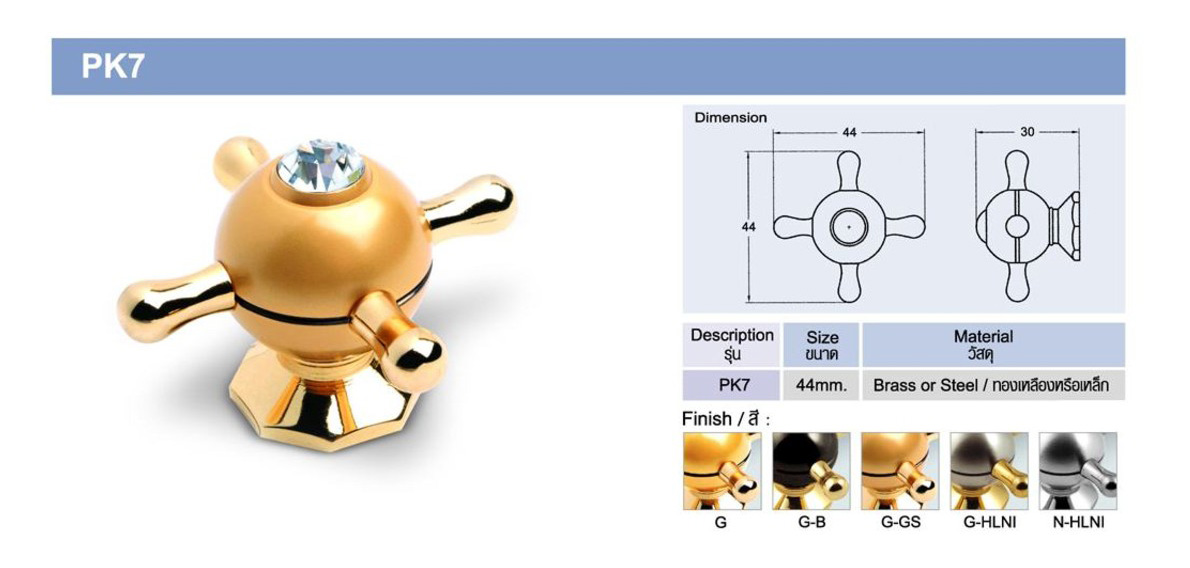 PK7
Dimension
44
30
44
Description Size Material
รุ่น ขนาด วัสดุ
PK7 44mm. Brass or Steel / ทองเหลืองหรือเหล็ก
Finish / สี :
G G-B G-GS G-HLNI N-HLNI